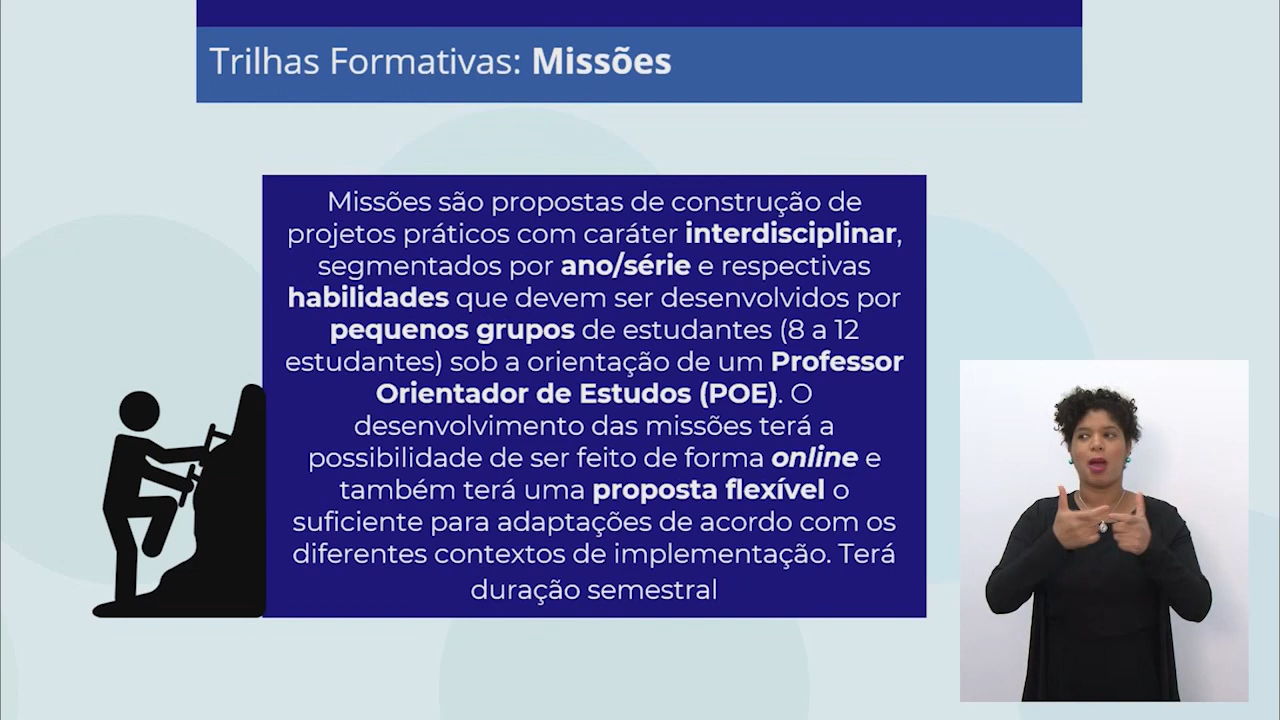 Trilhas Formativas: Missões
Missões são propostas de construção de
projetos práticos com caráter interdisciplinar,
segmentados por ano/série e respectivas
habilidades que devem ser desenvolvidos por
pequenos grupos de estudantes (8 a 12
estudantes) sob a orientação de um Professor
Orientador de Estudos (POE). O
desenvolvimento das missões terá a
possibilidade de ser feito de forma online e
também terá uma proposta flexível o
suficiente para adaptações de acordo com os
diferentes contextos de implementação. Terá
duração semestral